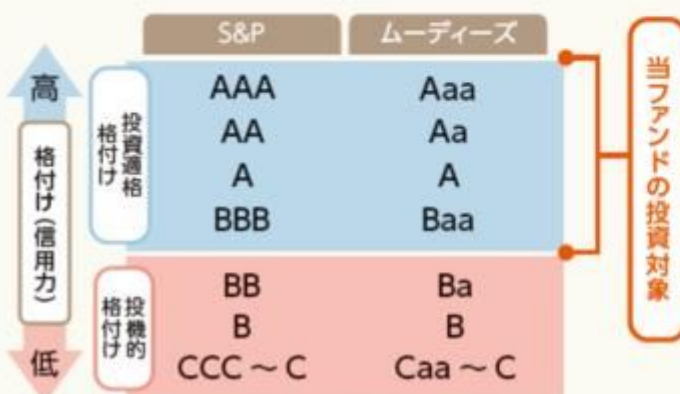 S&P ムーディーズ
高
格付け（信用力）
低
投資適格
格付け
AAA Aaa
AA Aa
A A
BBB Baa
投機的
格付け
BB Ba
B B
CCC ～ C Caa ～ C
当ファンドの投資対象